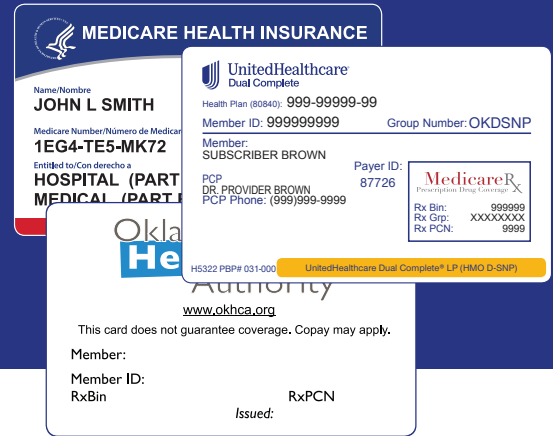 MEDICARE HEALTH INSURANCE
Name/Nombre
JOHN L SMITH
Medicare Number/Número de Medicar
1EG4-TE5-MK72
Entitled to/Con derecho a
HOSPITAL (PART
MEDICAL (PART
UnitedHealthcare
Dual Complete
Health Plan (80840): 999-99999-99
Member ID: 999999999 Group Number: OKDSNP
Member:
SUBSCRIBER BROWN
PCP
DR. PROVIDER BROWN
PCP Phone: (999)999-9999
Payer ID:
87726
MedicareRx
Prescription Drug Coverage
Rx Bin: 999999
Rx Grp: XXXXXXXX
Rx PCN: 9999
H5322 PBP# 031-000 UnitedHealthcare Dual Complete® LP (HMO D-SNP)
Okla
He
Authority
www.okhca.org
This card does not guarantee coverage. Copay may apply.
Member:
Member ID:
RxBin RxPCN
Issued: